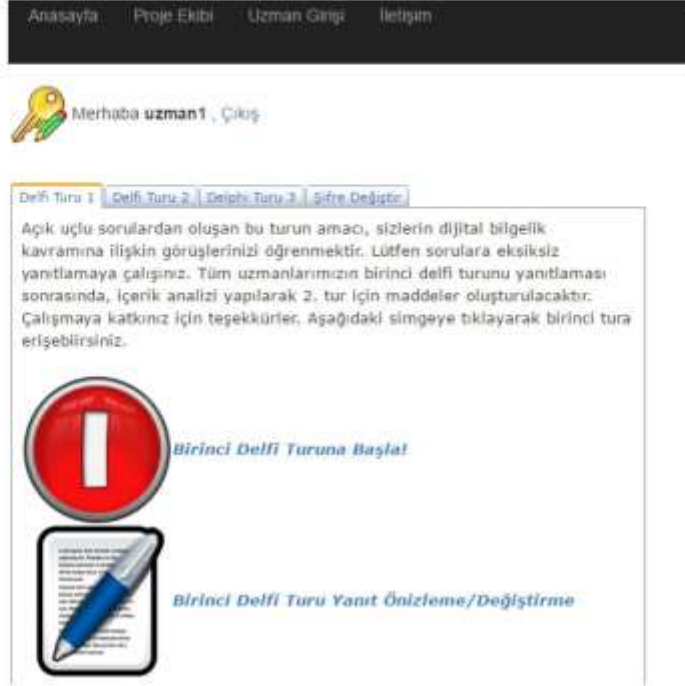 Anasayfa Proje Ekibi Uzman Girişi İletişim
Merhaba uzman1 , Çıkış
Delfi Turu 1 Delfi Turu 2 Delphi Turu 3 Şifre Değiştir
Açık uçlu sorulardan oluşan bu turun amacı, sizlerin dijital bilgelik
kavramına ilişkin görüşlerinizi öğrenmektir. Lütfen sorulara eksiksiz
yanıtlamaya çalışınız. Tüm uzmanlarımızın birinci delfi turunu yanıtlaması
sonrasında, içerik analizi yapılarak 2. tur için maddeler oluşturulacaktır.
Çalışmaya katkınız için teşekkürler. Aşağıdaki simgeye tıklayarak birinci tura
erişebilirsiniz.
Birinci Delfi Turuna Başla!
Birinci Delfi Turu Yanıt Önizleme/Değiştirme